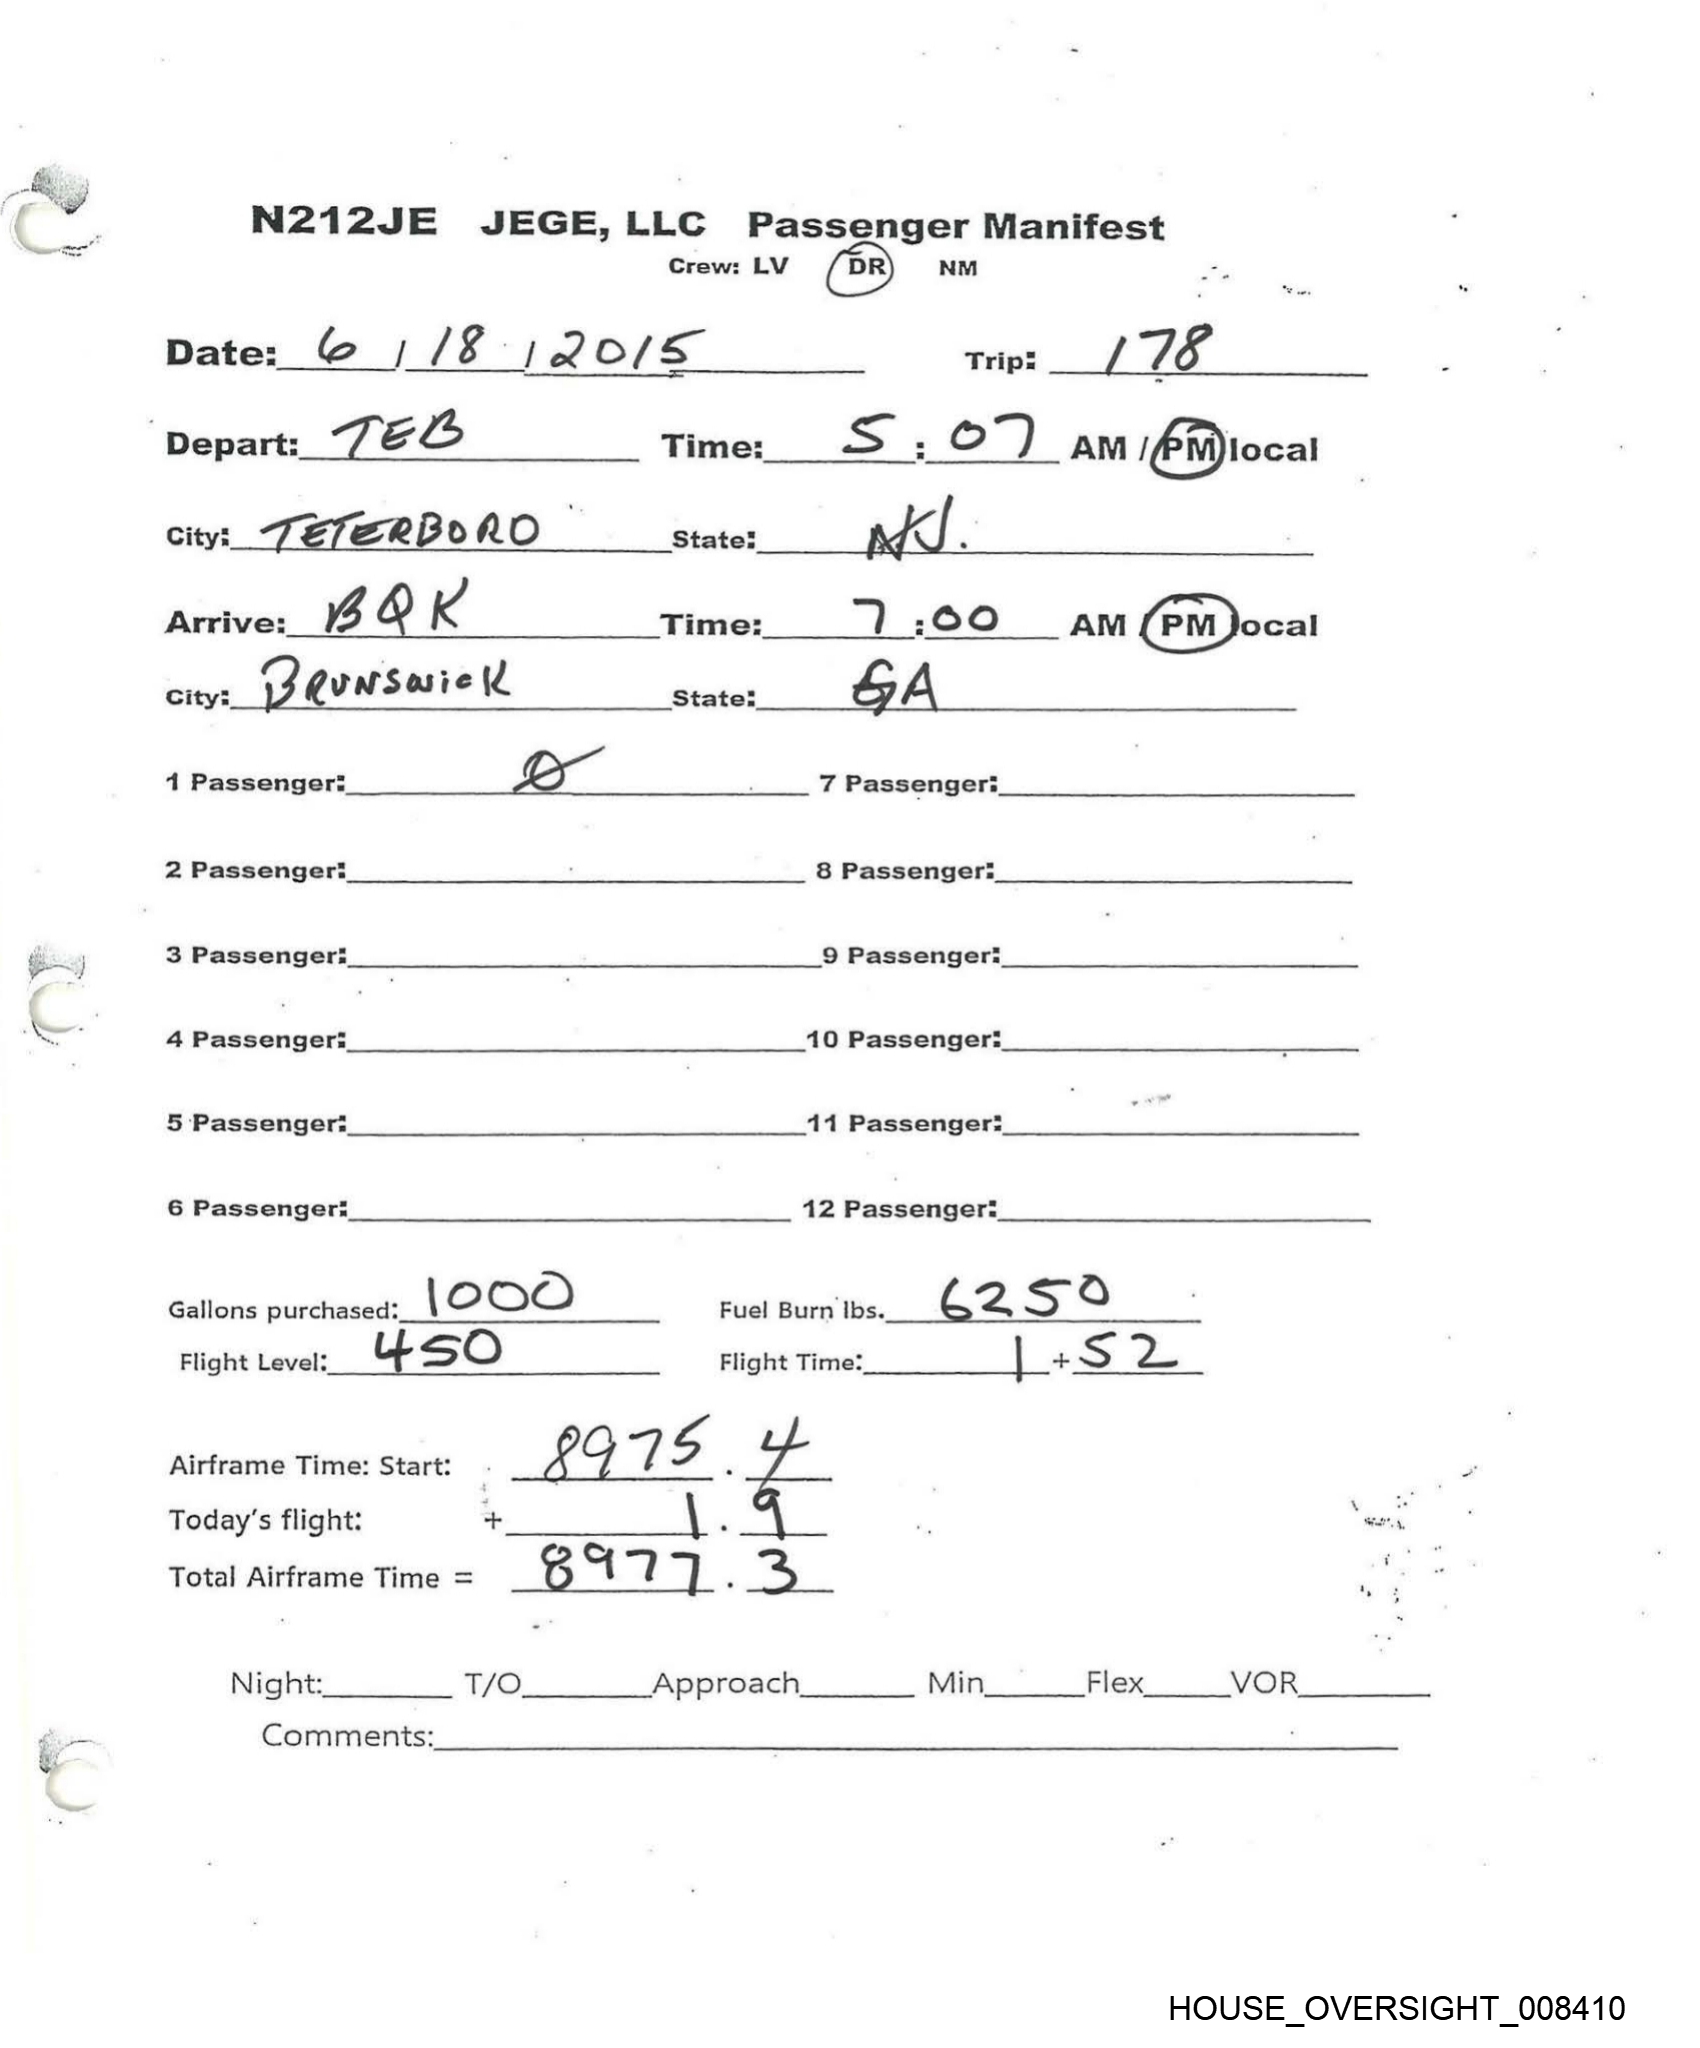 N212JE JEGE, LLC Passenger Manifest
Crew: LV DR NM
Date: 6 / 18 / 2015 Trip: 178
Depart: TEB Time: 5 : 07 AM / PM local
City: TETERBORO State: NJ.
Arrive: BQK Time: 7 : 00 AM / PM local
City: BRUNSWICK State: GA
1 Passenger: 0 7 Passenger:
2 Passenger: 8 Passenger:
3 Passenger: 9 Passenger:
4 Passenger: 10 Passenger:
5 Passenger: 11 Passenger:
6 Passenger: 12 Passenger:
Gallons purchased: 1000 Fuel Burn lbs. 6250
Flight Level: 450 Flight Time: 1 + 52
Airframe Time: Start: 8975 . 4
Today's flight: + 1 . 9
Total Airframe Time = 8977 . 3
Night: T/O Approach Min Flex VOR
Comments:
HOUSE_OVERSIGHT_008410